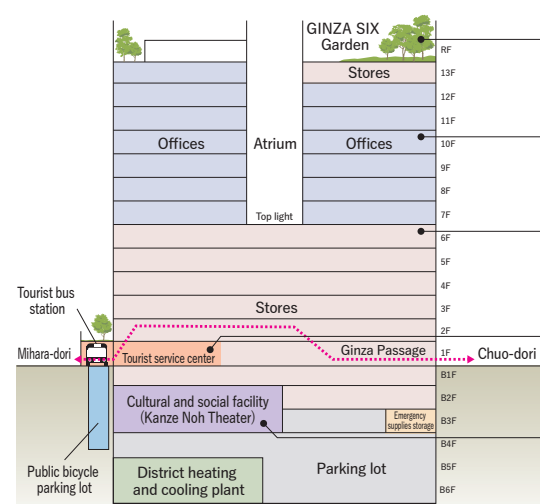 GINZA SIX
Garden
RF
Stores
13F
12F
11F
Offices
Atrium
Offices
10F
9F
8F
7F
Top light
6F
5F
4F
Stores
3F
2F
Tourist bus
station
Mihara-dori
Tourist service center
Ginza Passage
1F
Chuo-dori
B1F
Cultural and social facility
(Kanze Noh Theater)
B2F
Emergency
supplies storage
B3F
B4F
Public bicycle
parking lot
District heating
and cooling plant
Parking lot
B5F
B6F